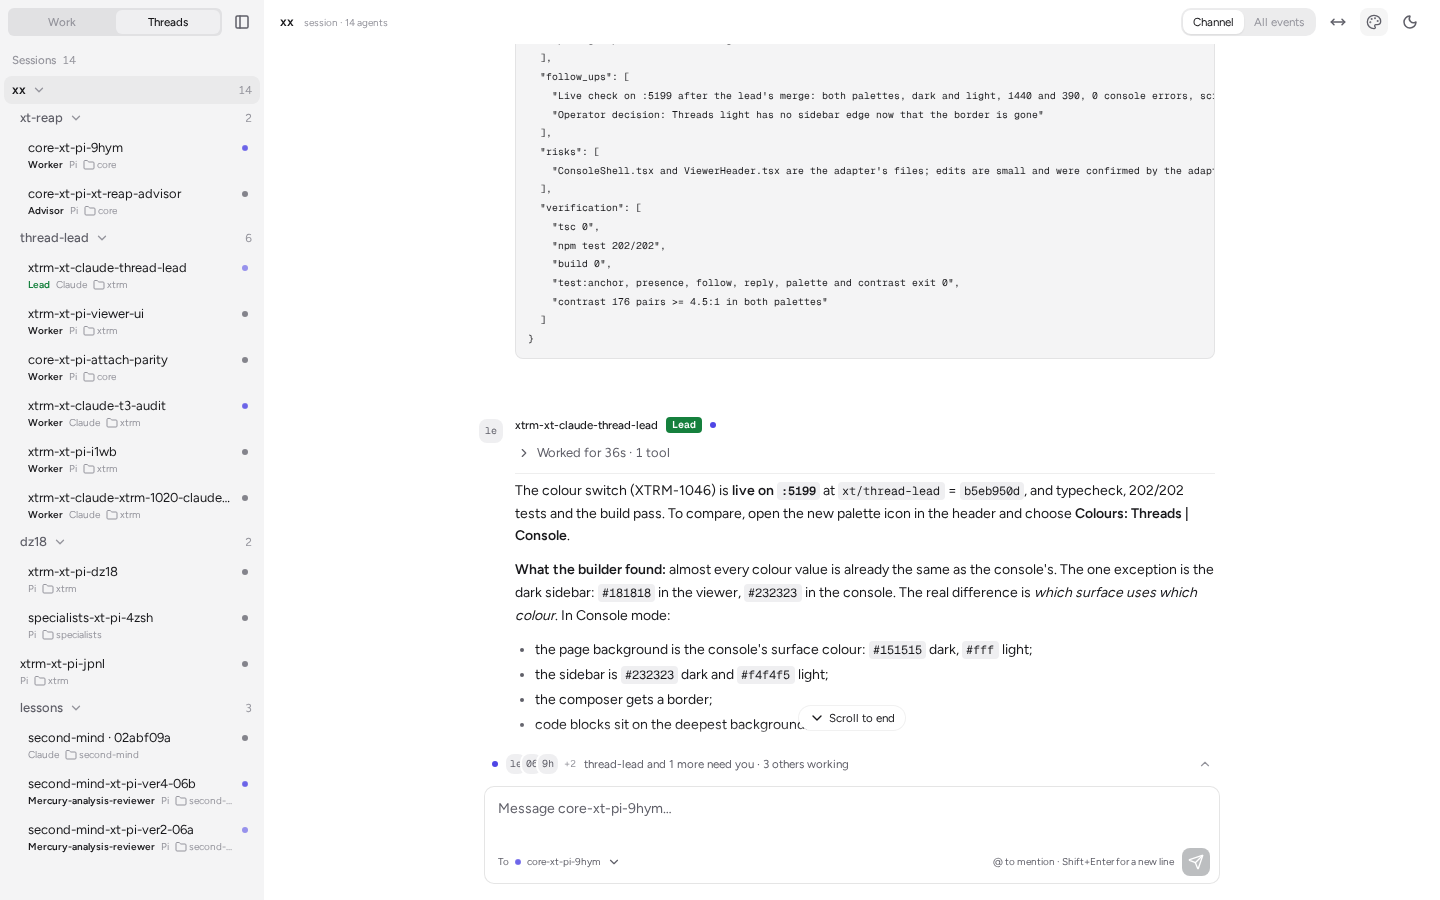 Work
Threads
Sessions 14
xx 14
xt-reap 2
core-xt-pi-9hym
Worker Pi core
core-xt-pi-xt-reap-advisor
Advisor Pi core
thread-lead 6
xtrm-xt-claude-thread-lead
Lead Claude xtrm
xtrm-xt-pi-viewer-ui
Worker Pi xtrm
core-xt-pi-attach-parity
Worker Pi core
xtrm-xt-claude-t3-audit
Worker Claude xtrm
xtrm-xt-pi-i1wb
Worker Pi xtrm
xtrm-xt-claude-xtrm-1020-claude...
Worker Claude xtrm
dz18 2
xtrm-xt-pi-dz18
Pi xtrm
specialists-xt-pi-4zsh
Pi specialists
xtrm-xt-pi-jpnl
Pi xtrm
lessons 3
second-mind · 02abf09a
Claude second-mind
second-mind-xt-pi-ver4-06b
Mercury-analysis-reviewer Pi second-...
second-mind-xt-pi-ver2-06a
Mercury-analysis-reviewer Pi second-...
xx session · 14 agents
Channel All events
],
"follow_ups": [
"Live check on :5199 after the lead's merge: both palettes, dark and light, 1440 and 390, 0 console errors,
"Operator decision: Threads light has no sidebar edge now that the border is gone"
],
"risks": [
"ConsoleShell.tsx and ViewerHeader.tsx are the adapter's files; edits are small and were confirmed by the
],
"verification": [
"tsc 0",
"npm test 202/202",
"build 0",
"test:anchor, presence, follow, reply, palette and contrast exit 0",
"contrast 176 pairs >= 4.5:1 in both palettes"
]
}
le xtrm-xt-claude-thread-lead Lead
Worked for 36s · 1 tool
The colour switch (XTRM-1046) is live on :5199 at xt/thread-lead = b5eb950d, and typecheck, 202/202
tests and the build pass. To compare, open the new palette icon in the header and choose Colours: Threads |
Console.
What the builder found: almost every colour value is already the same as the console's. The one exception is the
dark sidebar: #181818 in the viewer, #232323 in the console. The real difference is which surface uses which
colour. In Console mode:
• the page background is the console's surface colour: #151515 dark, #fff light;
• the sidebar is #232323 dark and #f4f4f5 light;
• the composer gets a border;
• code blocks sit on the deepest background.
Scroll to end
le 06 9h +2 thread-lead and 1 more need you · 3 others working
Message core-xt-pi-9hym...
To core-xt-pi-9hym
@ to mention · Shift+Enter for a new line